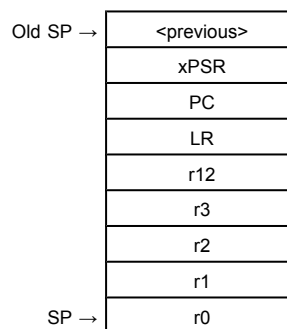 Old SP → <previous>
xPSR
PC
LR
r12
r3
r2
r1
SP → r0